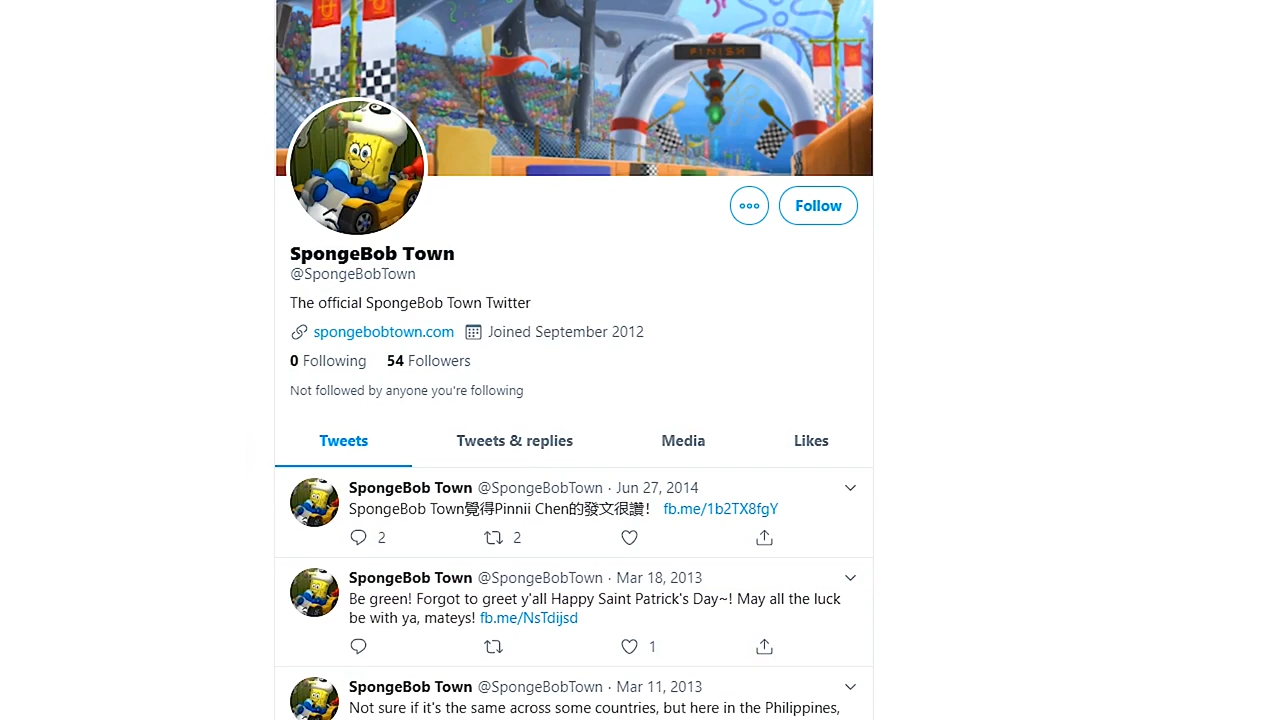 FINISH
Follow
SpongeBob Town
@SpongeBobTown
The official SpongeBob Town Twitter
spongebobtown.com Joined September 2012
0 Following 54 Followers
Not followed by anyone you're following
Tweets Tweets & replies Media Likes
SpongeBob Town @SpongeBobTown · Jun 27, 2014
SpongeBob Town覺得Pinnii Chen的發文很讚！ fb.me/1b2TX8fgY
2 2
SpongeBob Town @SpongeBobTown · Mar 18, 2013
Be green! Forgot to greet y'all Happy Saint Patrick's Day~! May all the luck
be with ya, mateys! fb.me/NsTdijsd
1
SpongeBob Town @SpongeBobTown · Mar 11, 2013
Not sure if it's the same across some countries, but here in the Philippines,